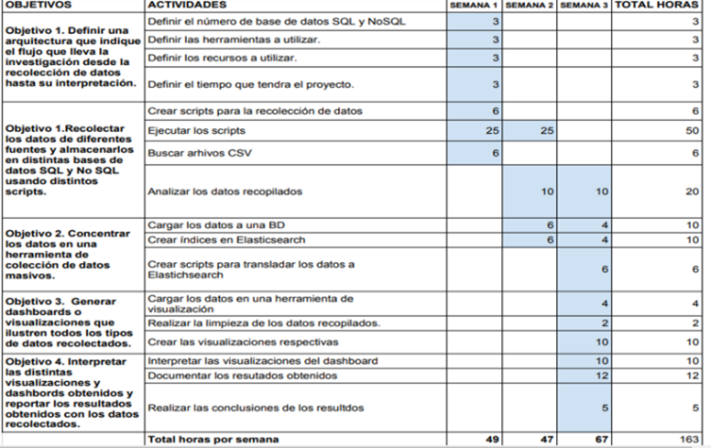 OBJETIVOS ACTIVIDADES SEMANA 1 SEMANA 2 SEMANA 3 TOTAL HORAS
Objetivo 1. Definir una
arquitectura que indique
el flujo que lleva la
investigación desde la
recolección de datos
hasta su interpretación.
Definir el número de base de datos SQL y NoSQL 3 3
Definir las herramientas a utilizar. 3 3
Definir los recursos a utilizar. 3 3
Definir el tiempo que tendra el proyecto. 3 3
Objetivo 1.Recolectar
los datos de diferentes
fuentes y almacenarlos
en distintas bases de
datos SQL y No SQL
usando distintos
scripts.
Crear scripts para la recolección de datos 6 6
Ejecutar los scripts 25 25 50
Buscar arhivos CSV 6 6
Analizar los datos recopilados 10 10 20
Objetivo 2. Concentrar
los datos en una
herramienta de
colección de datos
masivos.
Cargar los datos a una BD 6 4 10
Crear índices en Elasticsearch 6 4 10
Crear scripts para transladar los datos a
Elastichsearch 6 6
Objetivo 3. Generar
dashboards o
visualizaciones que
ilustren todos los tipos
de datos recolectados.
Cargar los datos en una herramienta de
visualización 4 4
Realizar la limpieza de los datos recopilados. 2 2
Crear las visualizaciones respectivas 10 10
Objetivo 4. Interpretar
las distintas
visualizaciones y
dashbords obtenidos y
reportar los resultados
obtenidos con los datos
recolectados.
Interpretar las visualizaciones del dashboard 10 10
Documentar los resutados obtenidos 12 12
Realizar las conclusiones de los resultdos 5 5
Total horas por semana 49 47 67 163